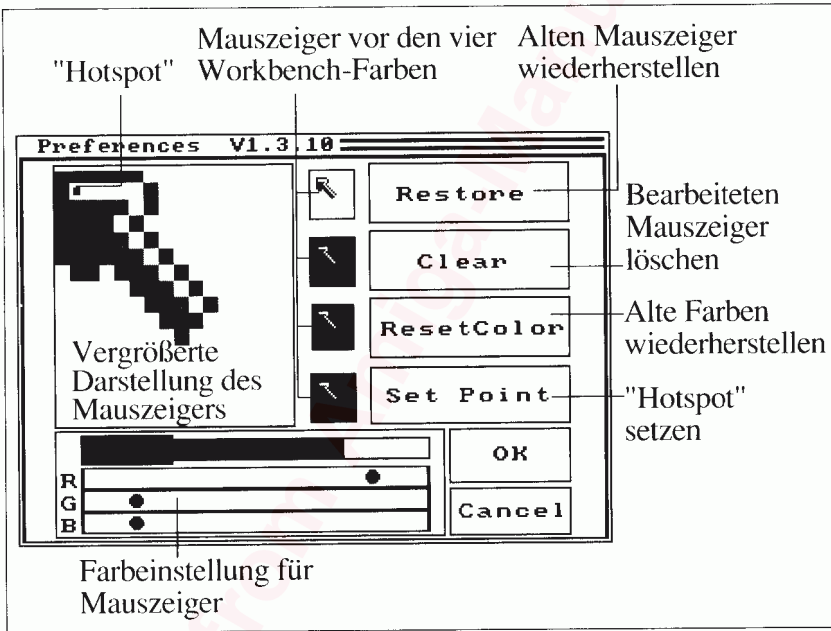 "Hotspot"
Mauszeiger vor den vier
Workbench-Farben
Alten Mauszeiger
wiederherstellen
Preferences V1.3.10
Restore
Bearbeiteten
Mauszeiger
löschen
Clear
ResetColor
Alte Farben
wiederherstellen
Vergrößerte
Darstellung des
Mauszeigers
Set Point
"Hotspot"
setzen
OK
R
G
B
Cancel
Farbeinstellung für
Mauszeiger